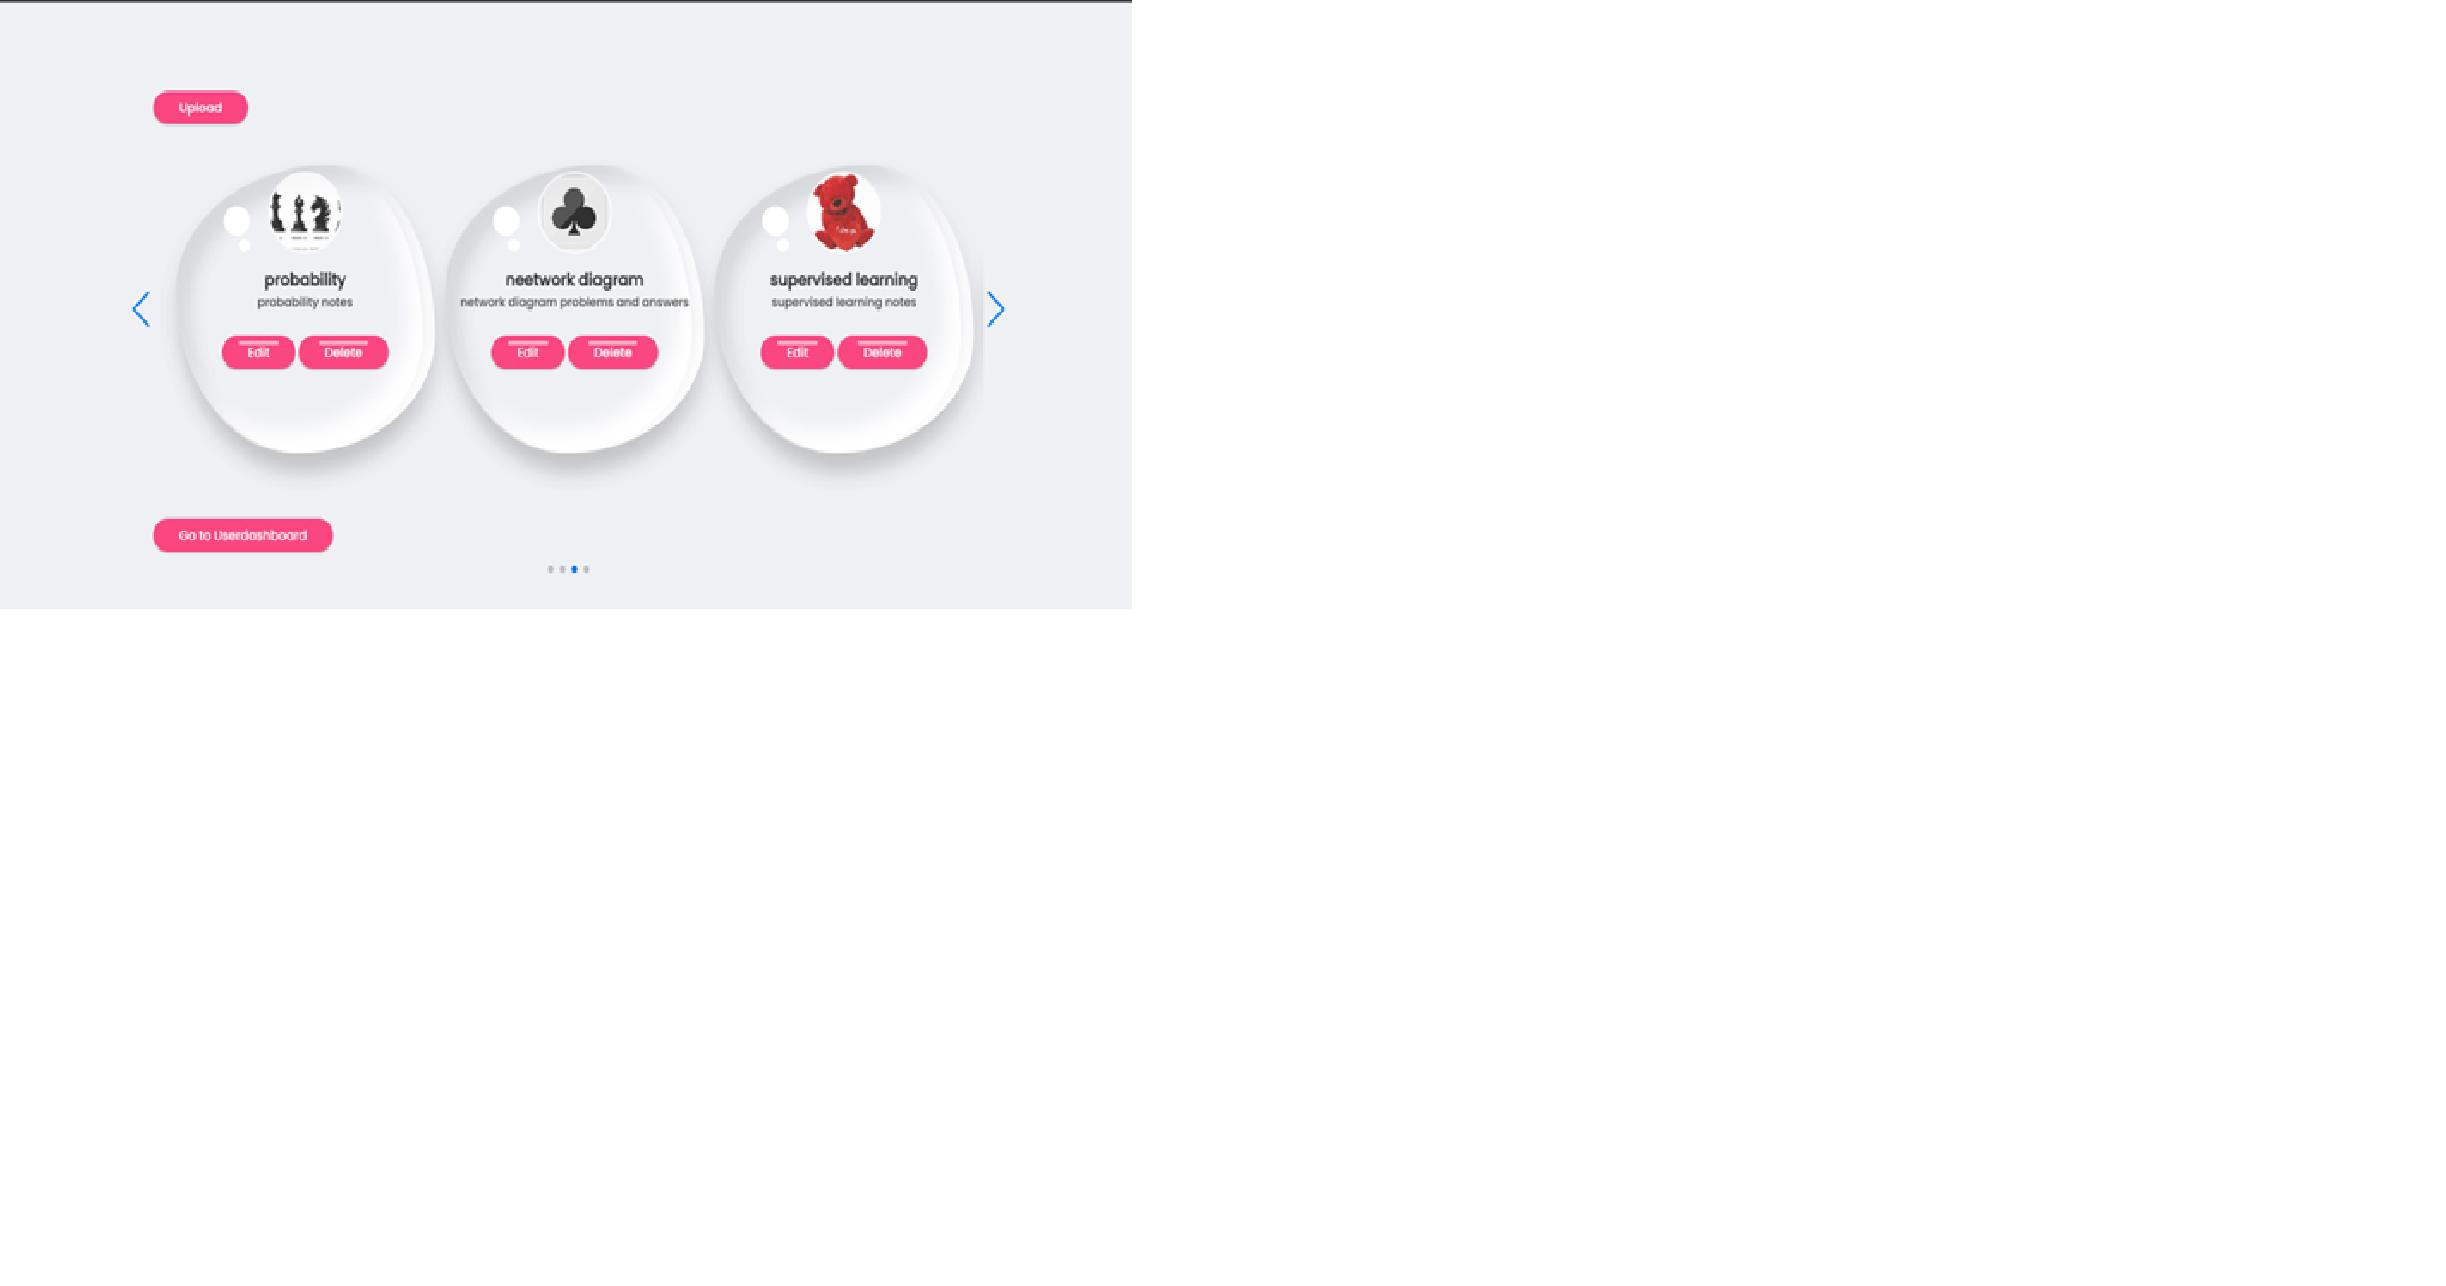 Upload
probability
probability notes
Edit Delete
neetwork diagram
network diagram problems and answers
Edit Delete
supervised learning
supervised learning notes
Edit Delete
Go to Userdashboard